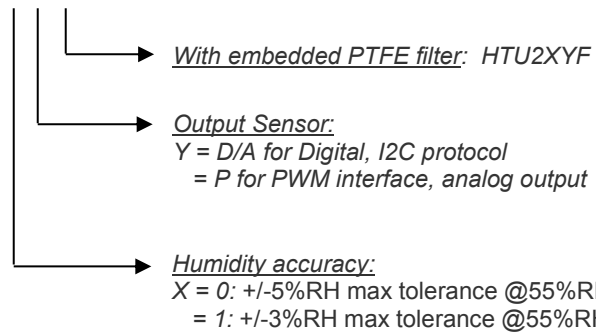 With embedded PTFE filter: HTU2XYF
Output Sensor:
Y = D/A for Digital, I2C protocol
= P for PWM interface, analog output
Humidity accuracy:
X = 0: +/-5%RH max tolerance @55%R
= 1: +/-3%RH max tolerance @55%R